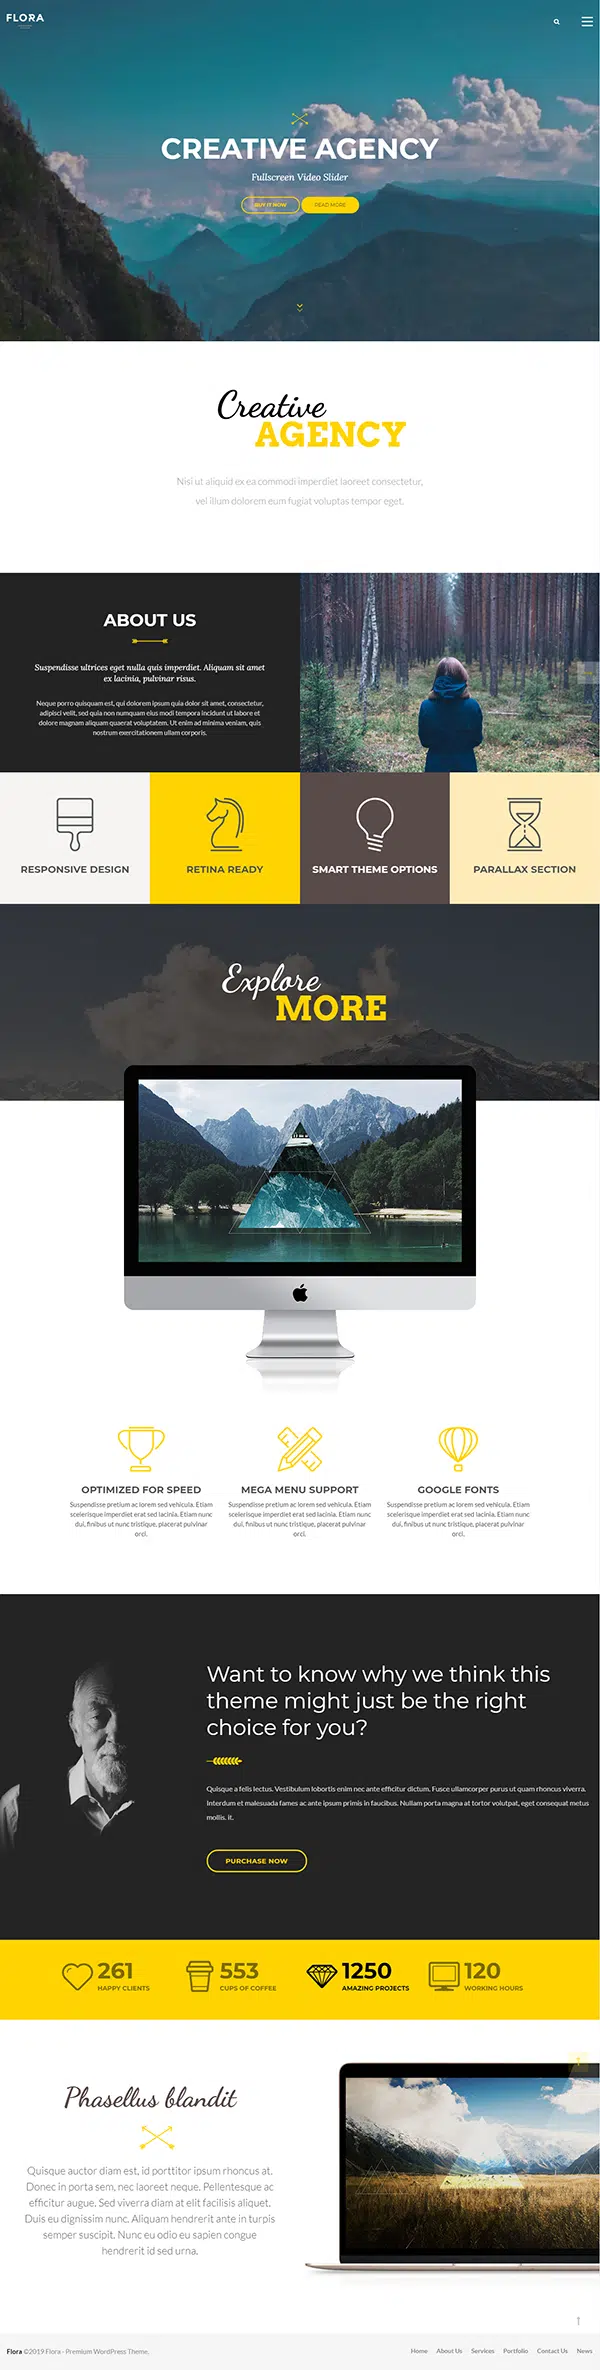 FLORA
CREATIVE AGENCY
Fullscreen Video Slider
BUY IT NOW
READ MORE
Creative
AGENCY
Nisi ut aliquid ex ea commodi imperdiet laoreet consectetur,
vel illum dolorem eum fugiat voluptas tempor eget.
ABOUT US
Suspendisse ultrices eget nulla quis imperdiet. Aliquam sit amet
ex lacinia, pulvinar risus.
Neque porro quisquam est, qui dolorem ipsum quia dolor sit amet, consectetur,
adipisci velit, sed quia non numquam eius modi tempora incidunt ut labore et
dolore magnam aliquam quaerat voluptatem. Ut enim ad minima veniam, quis
nostrum exercitationem ullam corporis.
RESPONSIVE DESIGN
RETINA READY
SMART THEME OPTIONS
PARALLAX SECTION
Explore
MORE
OPTIMIZED FOR SPEED
Suspendisse pretium ac lorem sed vehicula. Etiam
scelerisque imperdiet erat sed lacinia. Etiam nunc
dui, finibus ut nunc tristique, placerat pulvinar
orci.
MEGA MENU SUPPORT
Suspendisse pretium ac lorem sed vehicula. Etiam
scelerisque imperdiet erat sed lacinia. Etiam nunc
dui, finibus ut nunc tristique, placerat pulvinar
orci.
GOOGLE FONTS
Suspendisse pretium ac lorem sed vehicula. Etiam
scelerisque imperdiet erat sed lacinia. Etiam nunc
dui, finibus ut nunc tristique, placerat pulvinar
orci.
Want to know why we think this
theme might just be the right
choice for you?
Quisque a felis lectus. Vestibulum lobortis enim nec ante efficitur dictum. Fusce ullamcorper purus ut quam rhoncus viverra.
Interdum et malesuada fames ac ante ipsum primis in faucibus. Nullam porta magna at tortor volutpat, eget consequat metus
mollis. it.
PURCHASE NOW
261
HAPPY CLIENTS
553
CUPS OF COFFEE
1250
AMAZING PROJECTS
120
WORKING HOURS
Phasellus blandit
Quisque auctor diam est, id porttitor ipsum rhoncus at.
Donec in porta sem, nec laoreet neque. Pellentesque ac
efficitur augue. Sed viverra diam at elit facilisis aliquet.
Duis eu dignissim nunc. Aliquam hendrerit ante in turpis
semper suscipit. Nunc eu odio eu sapien congue
hendrerit id sed urna.
Flora ©2019 Flora - Premium WordPress Theme.
Home About Us Services Portfolio Contact Us News